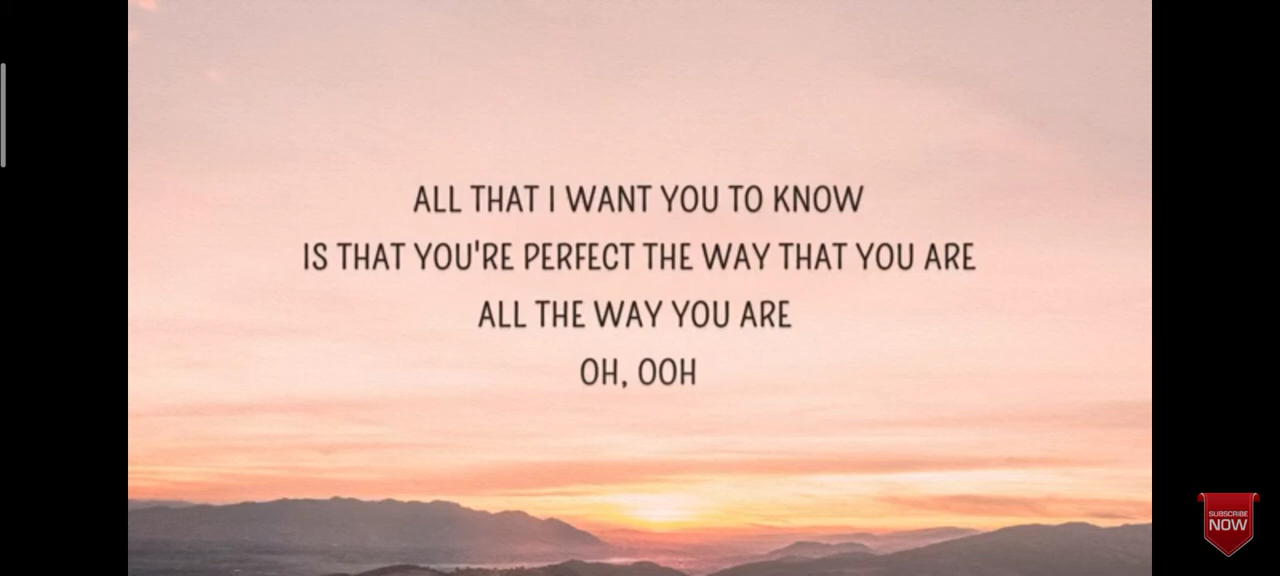 ALL THAT I WANT YOU TO KNOW
IS THAT YOU'RE PERFECT THE WAY THAT YOU ARE
ALL THE WAY YOU ARE
OH, OOH
SUBSCRIBE
NOW